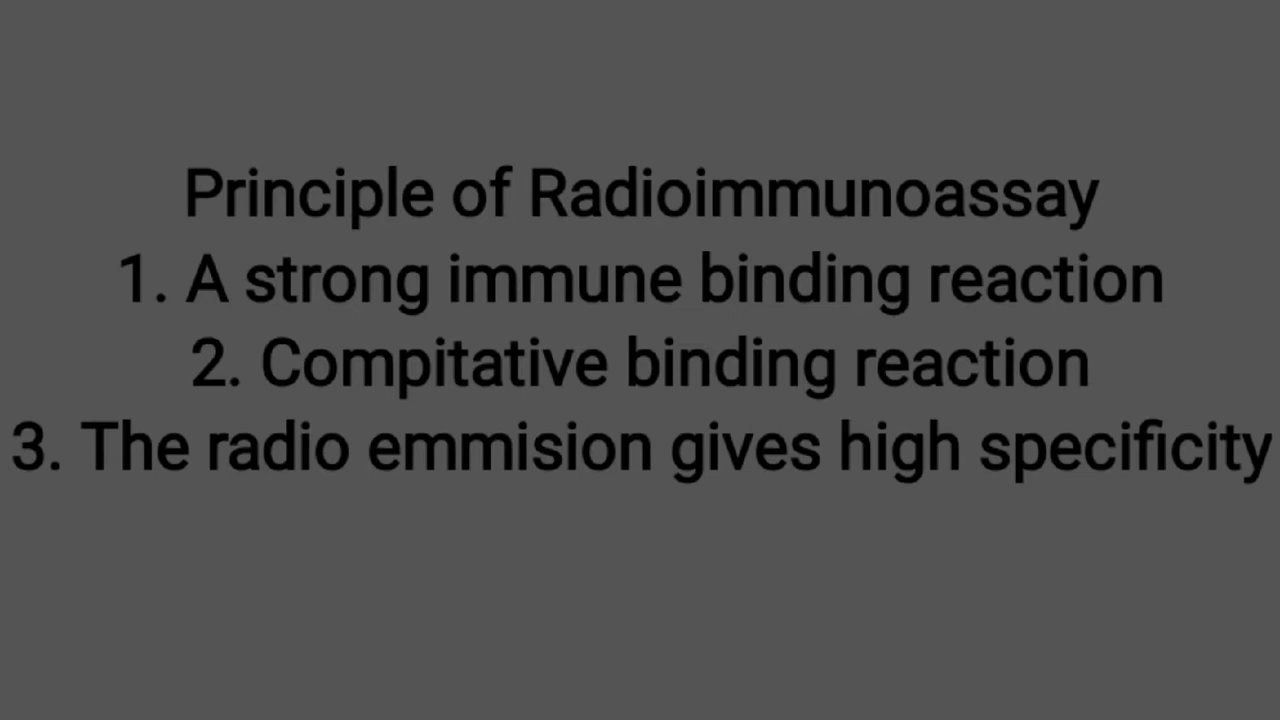 Principle of Radioimmunoassay
1. A strong immune binding reaction
2. Compitative binding reaction
3. The radio emmision gives high specificity